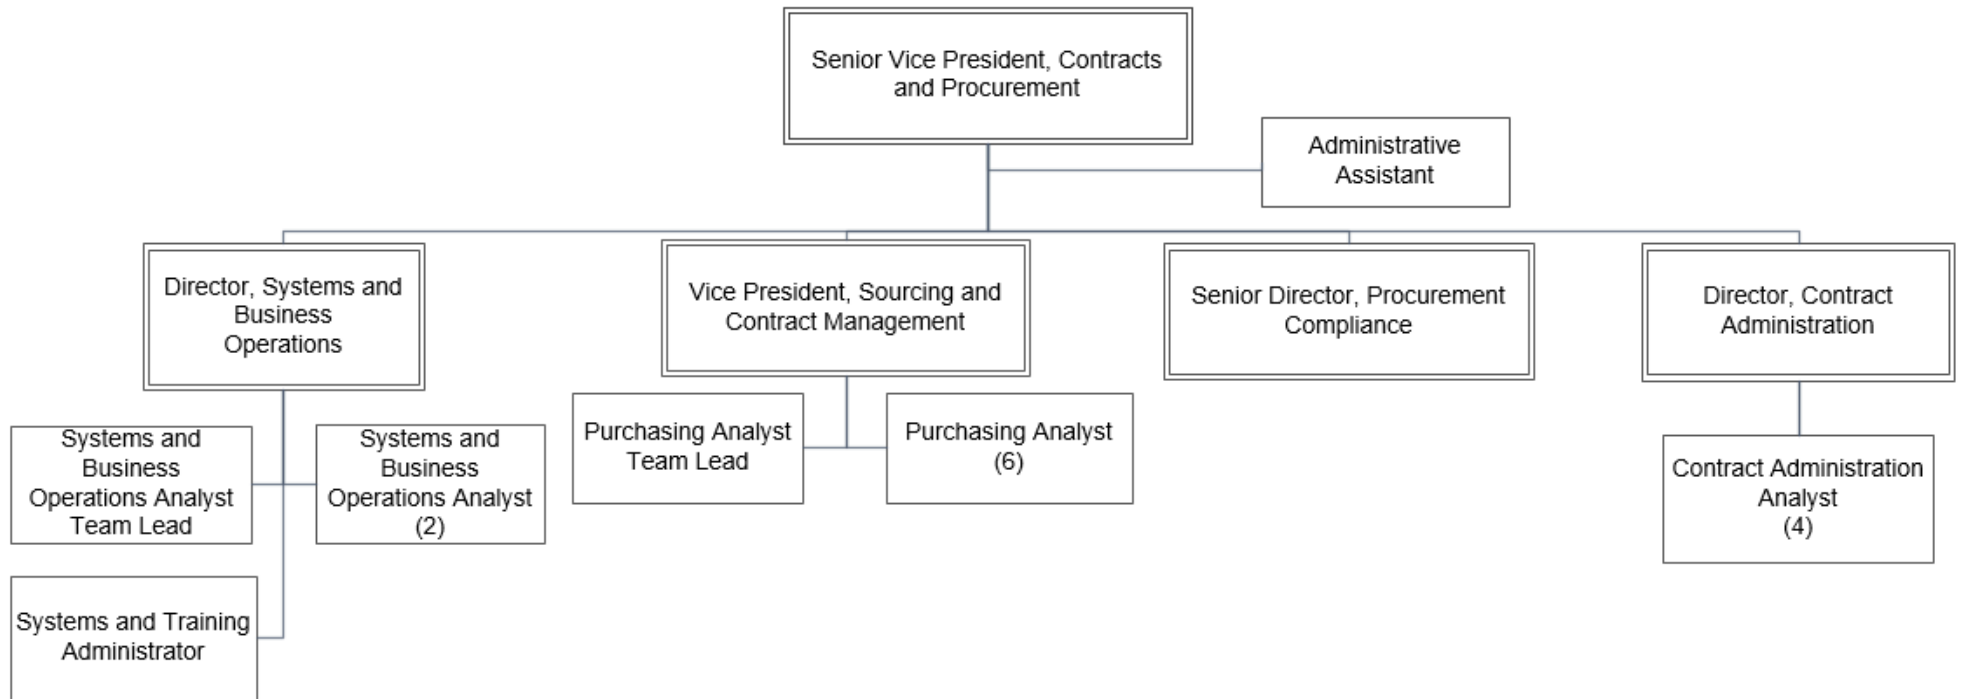 Senior Vice President, Contracts
and Procurement
Administrative
Assistant
Director, Systems and
Business
Operations
Vice President, Sourcing and
Contract Management
Senior Director, Procurement
Compliance
Director, Contract
Administration
Systems and
Business
Operations Analyst
Team Lead
Systems and
Business
Operations Analyst
(2)
Purchasing Analyst
Team Lead
Purchasing Analyst
(6)
Contract Administration
Analyst
(4)
Systems and Training
Administrator